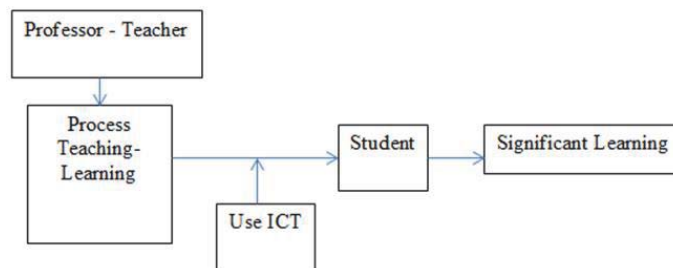 Professor - Teacher
Process
Teaching-
Learning
Student
Significant Learning
Use ICT